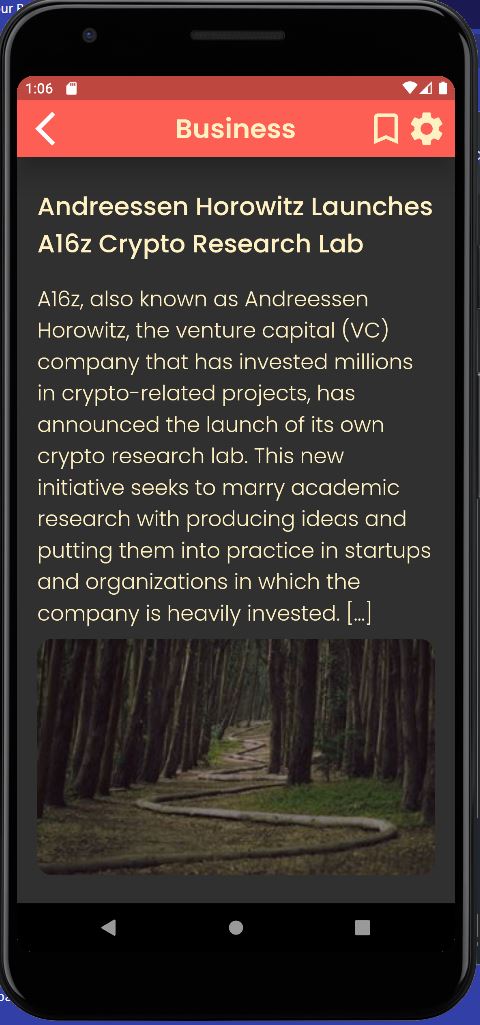 1:06
Business
Andreessen Horowitz Launches
A16z Crypto Research Lab
A16z, also known as Andreessen
Horowitz, the venture capital (VC)
company that has invested millions
in crypto-related projects, has
announced the launch of its own
crypto research lab. This new
initiative seeks to marry academic
research with producing ideas and
putting them into practice in startups
and organizations in which the
company is heavily invested. [...]